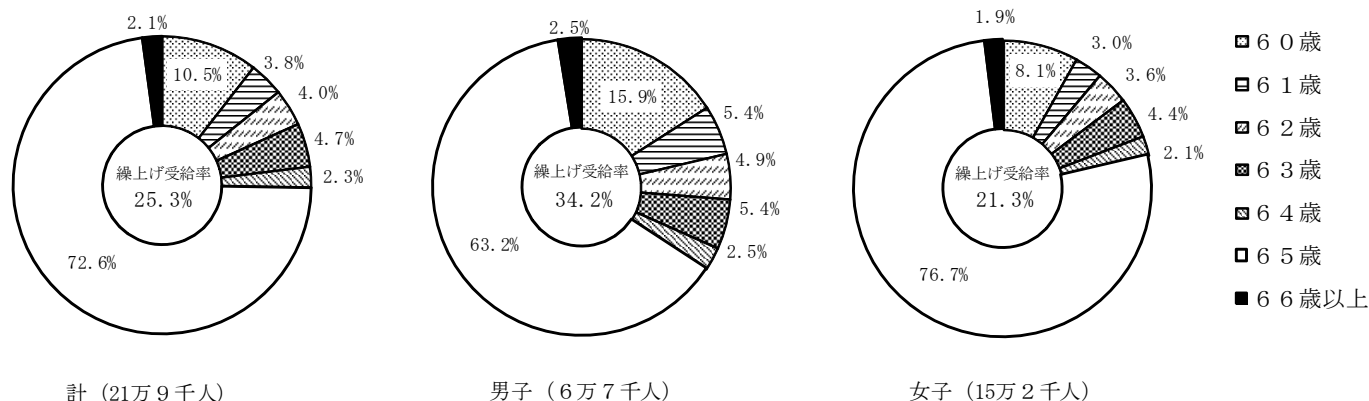 2.1%
10.5%
3.8%
4.0%
4.7%
2.3%
繰上げ受給率
25.3%
72.6%
計（21万９千人）
2.5%
15.9%
5.4%
4.9%
5.4%
2.5%
繰上げ受給率
34.2%
63.2%
男子（６万７千人）
1.9%
8.1%
3.0%
3.6%
4.4%
2.1%
繰上げ受給率
21.3%
76.7%
女子（15万２千人）
６０歳
６１歳
６２歳
６３歳
６４歳
６５歳
６６歳以上